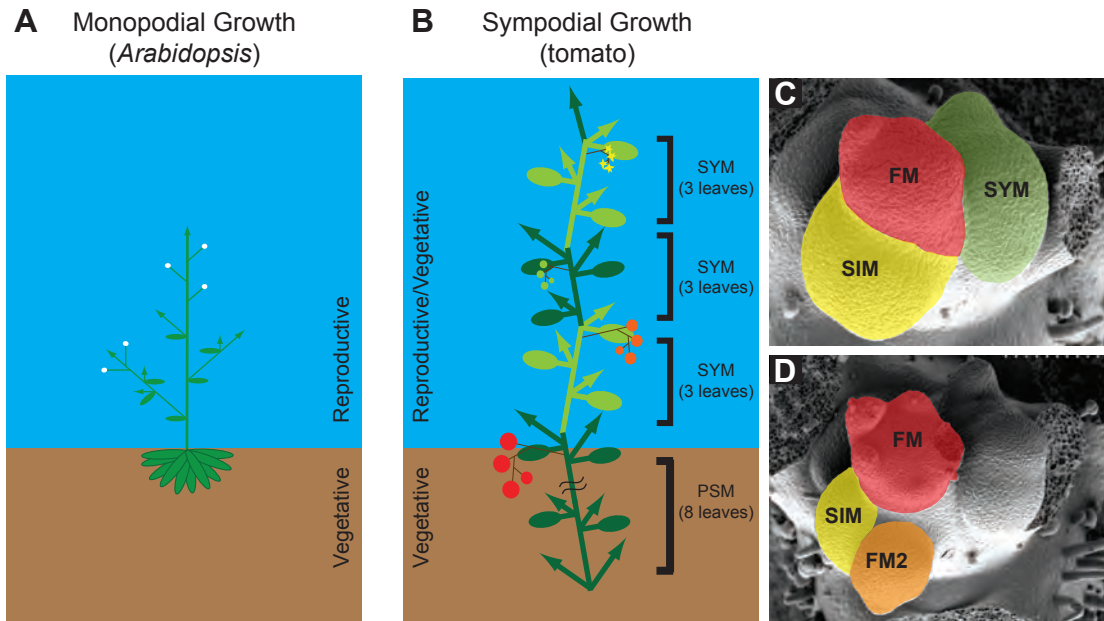 A
Monopodial Growth
(Arabidopsis)
Reproductive
Vegetative
B
Sympodial Growth
(tomato)
Reproductive/Vegetative
Vegetative
SYM
(3 leaves)
SYM
(3 leaves)
SYM
(3 leaves)
PSM
(8 leaves)
C
FM
SYM
SIM
D
FM
SIM
FM2